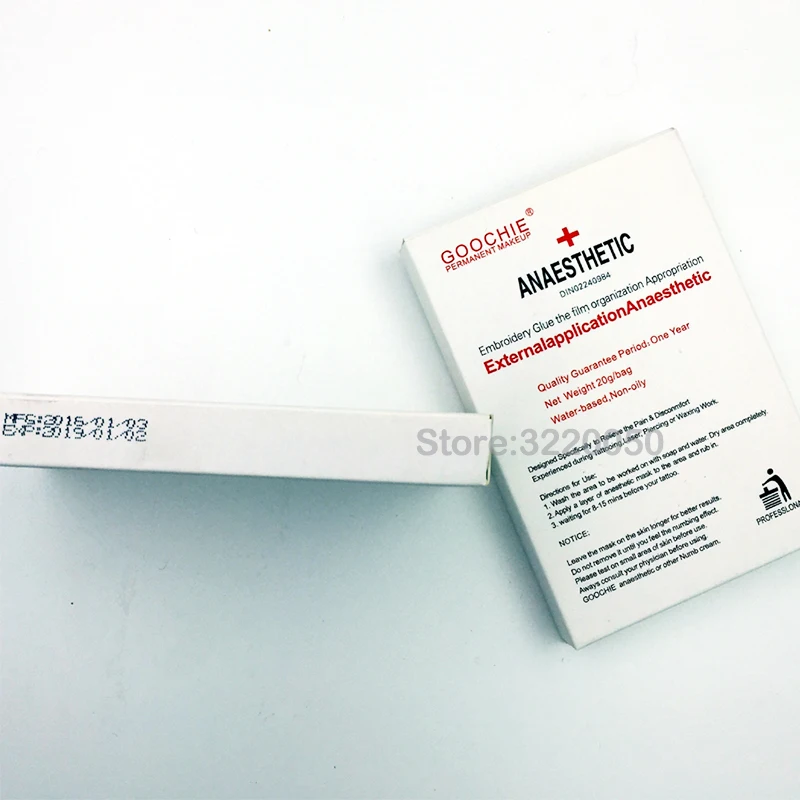 MFG:2016/01/03
EXP:2019/01/02
GOOCHIE®
PERMANENT MAKEUP
ANAESTHETIC
DIN02240984
Embroidery Glue the film organization Appropriation
ExternalapplicationAnaesthetic
Quality Guarantee Period: One Year
Net Weight 20g/bag
Water-based,Non-oily
Designed Specifically to Relieve the Pain & Discomfort
Experienced during Tattooing,Laser, Piercing or Waxing Work.
Directions for Use:
1. Wash the area to be worked on with soap and water. Dry area completely.
2. Apply a layer of anesthetic mask to the area and rub in.
3. waiting for 8-15 mins before your tattoo.
NOTICE:
Leave the mask on the skin longer for better results.
Do not remove it until you feel the numbing effect.
Please test on small area of skin before use.
Aways consult your physician before using.
GOOCHIE anaesthetic or other Numb cream.
PROFESSIONA
Store:3220050